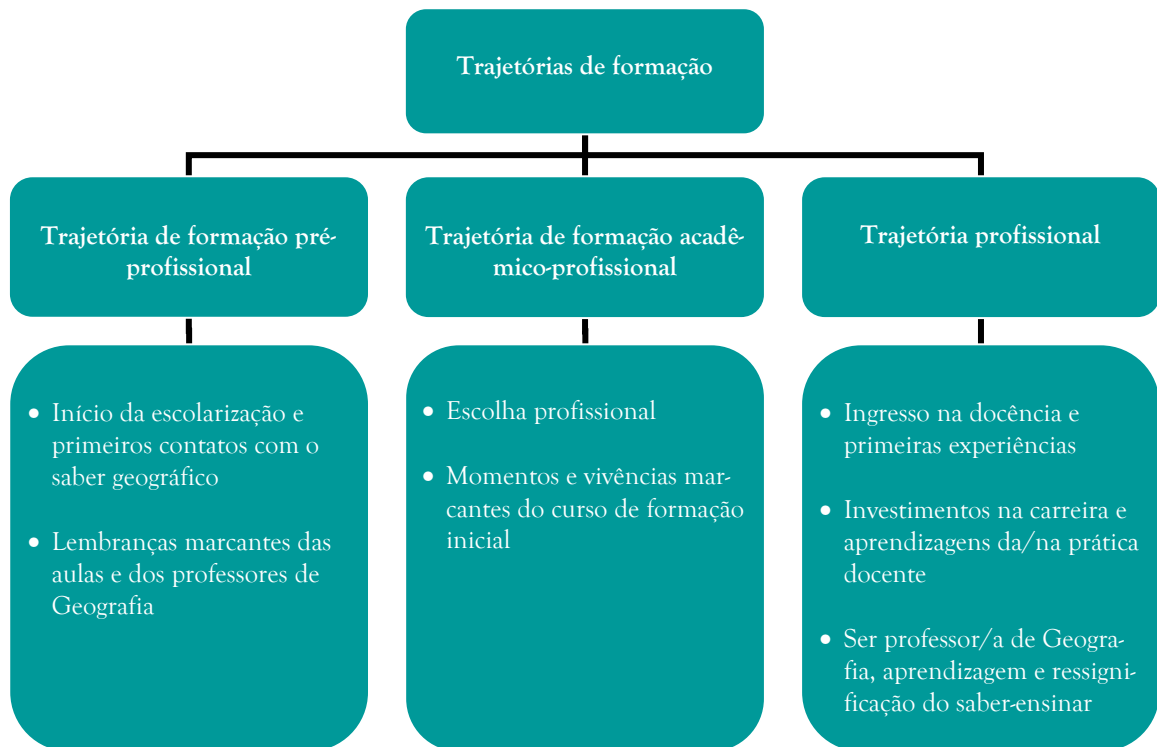 Trajetórias de formação
Trajetória de formação pré-
profissional
Trajetória de formação acadê-
mico-profissional
Trajetória profissional
• Início da escolarização e
primeiros contatos com o
saber geográfico
• Lembranças marcantes das
aulas e dos professores de
Geografia
• Escolha profissional
• Momentos e vivências mar-
cantes do curso de formação
inicial
• Ingresso na docência e
primeiras experiências
• Investimentos na carreira e
aprendizagens da/na prática
docente
• Ser professor/a de Geogra-
fia, aprendizagem e ressigni-
ficação do saber-ensinar